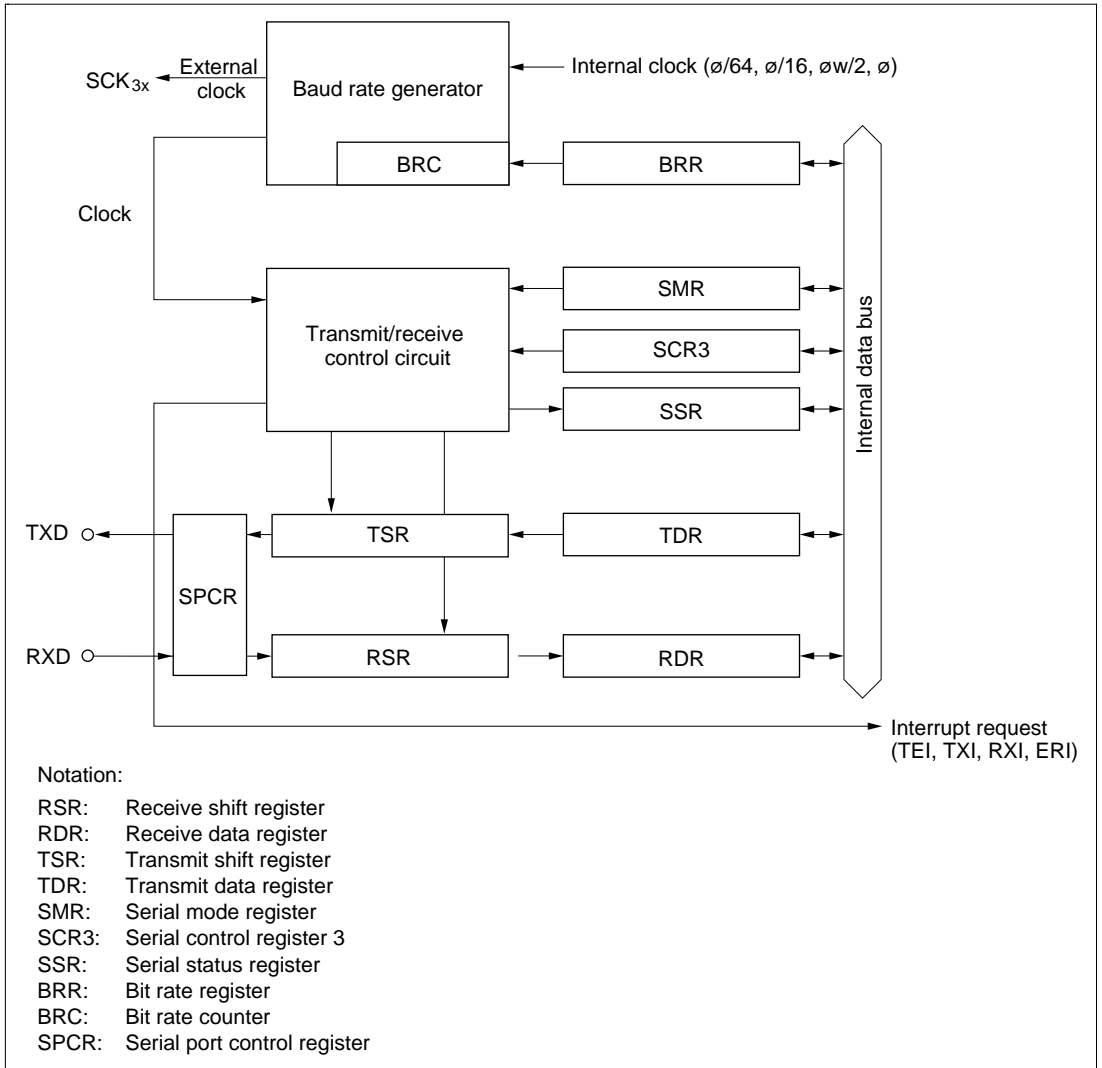 SCK3x
External
clock
Baud rate generator
Internal clock (ø/64, ø/16, øw/2, ø)
BRC
BRR
Clock
SMR
Transmit/receive
control circuit
SCR3
SSR
Internal data bus
TXD
TSR
TDR
SPCR
RXD
RSR
RDR
Interrupt request
(TEI, TXI, RXI, ERI)
Notation:
RSR: Receive shift register
RDR: Receive data register
TSR: Transmit shift register
TDR: Transmit data register
SMR: Serial mode register
SCR3: Serial control register 3
SSR: Serial status register
BRR: Bit rate register
BRC: Bit rate counter
SPCR: Serial port control register